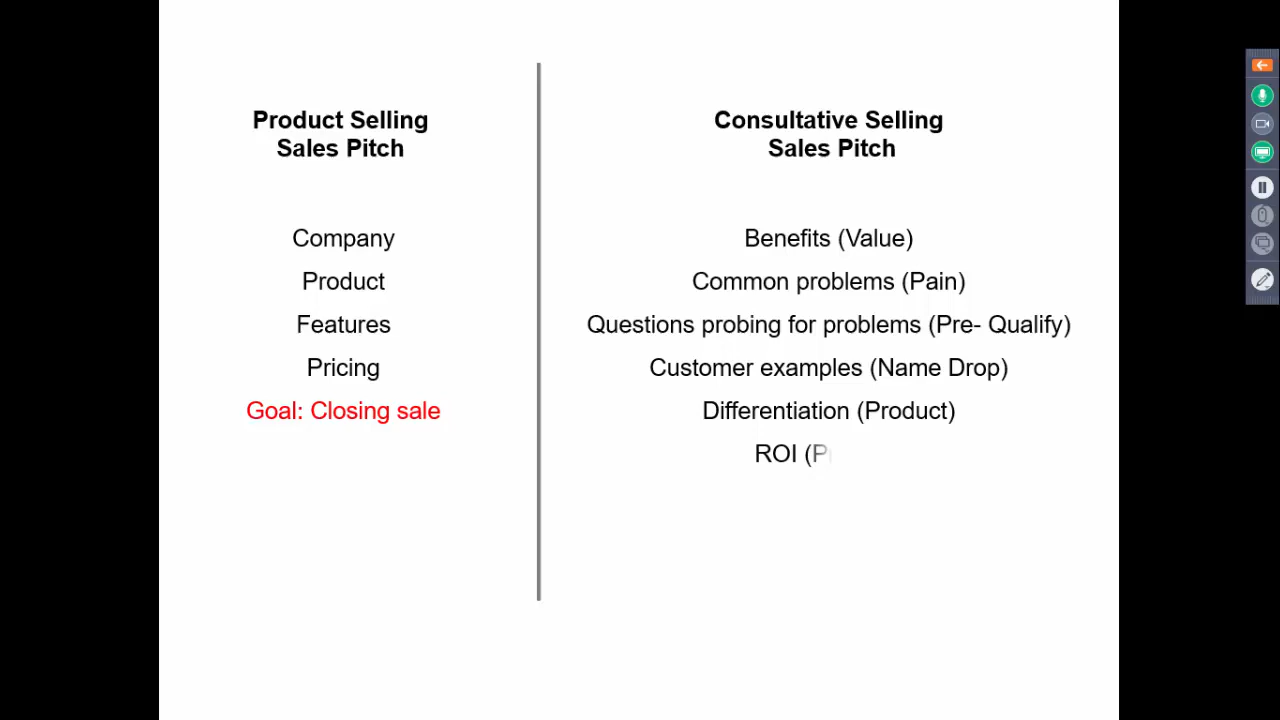 Product Selling
Sales Pitch
Company
Product
Features
Pricing
Goal: Closing sale
Consultative Selling
Sales Pitch
Benefits (Value)
Common problems (Pain)
Questions probing for problems (Pre- Qualify)
Customer examples (Name Drop)
Differentiation (Product)
ROI